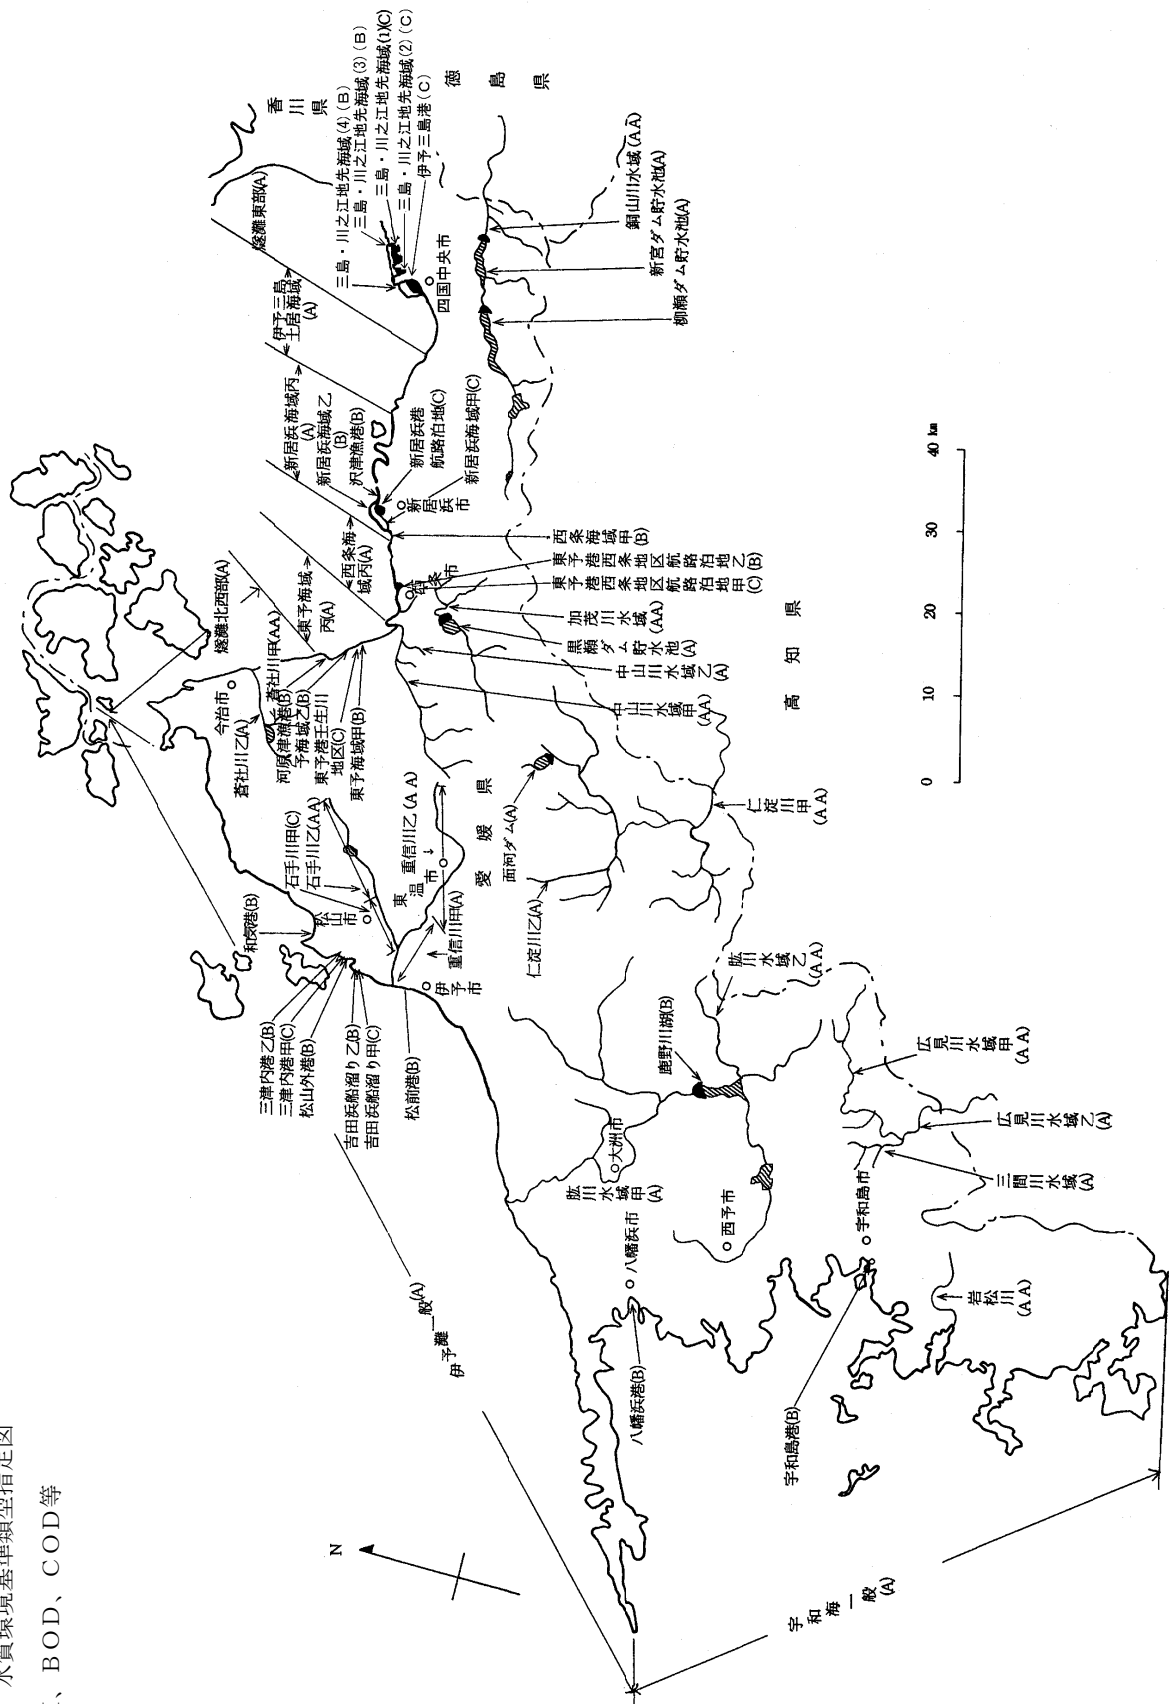 水質環境基準類型指定図
、BOD、COD等
香川県
徳島県
高知県
愛媛県
三島・川之江地先海域(4)(B)
三島・川之江地先海域(3)(B)
三島・川之江地先海域(1)(C)
三島・川之江地先海域(2)(C)
伊予三島港(C)
四国中央市
燧灘東部(A)
伊予三島
土居海域
(A)
新居浜海域丙
(A)
新居浜海域乙
(B)
沢津漁港(B)
新居浜港
航路泊地(C)
新居浜海域甲(C)
新居浜市
銅山川水域(AA)
新宮ダム貯水池(A)
柳瀬ダム貯水池(A)
西条海
域丙(A)
西条海域甲
(B)
東予港西条地区航路泊地乙(B)
東予港西条地区航路泊地甲(C)
西条市
加茂川水域
(AA)
黒瀬ダム貯水池
(A)
中山川水域乙
(A)
中山川水域甲
(AA)
東予海域
丙(A)
燧灘北西部(A)
蒼社川甲(AA)
今治市
蒼社川乙(A)
河原津漁港(B)
予海域乙(B)
東予港壬生川
地区(C)
東予海域甲(B)
石手川甲(C)
石手川乙(AA)
重信川乙(AA)
東温市
重信川甲(A)
松山市
和気港(B)
伊予市
三津内港乙(B)
三津内港甲(C)
松山外港(B)
吉田浜船溜り乙(B)
吉田浜船溜り甲(C)
松前港(B)
面河ダム(A)
仁淀川乙(A)
仁淀川甲
(AA)
肱川水域乙
(AA)
鹿野川湖(B)
大洲市
肱川水域甲
(A)
西予市
八幡浜市
八幡浜港(B)
宇和島市
宇和島港(B)
広見川水域甲
(AA)
広見川水域乙
(A)
三間川水域
(A)
岩松川
(AA)
伊予灘一般(A)
宇和海一般
(A)
N
0 10 20 30 40 km